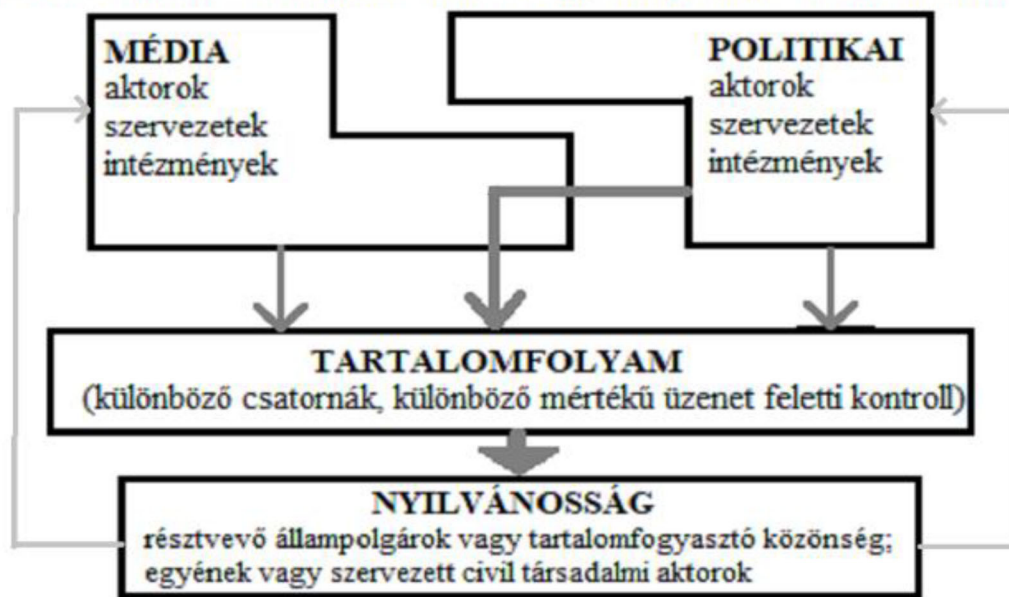 MÉDIA
aktorok
szervezetek
intézmények
POLITIKAI
aktorok
szervezetek
intézmények
TARTALOMFOLYAM
(különböző csatornák, különböző mértékű üzenet feletti kontroll)
NYILVÁNOSSÁG
résztvevő állampolgárok vagy tartalomfogyasztó közönség;
egyének vagy szervezett civil társadalmi aktorok